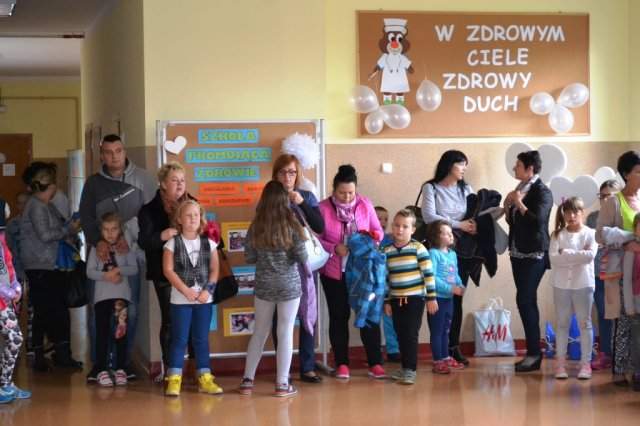 W ZDROWYM
CIELE
ZDROWY
DUCH
SZKOŁA
PROMUJĄCA
ZDROWIE
H&M